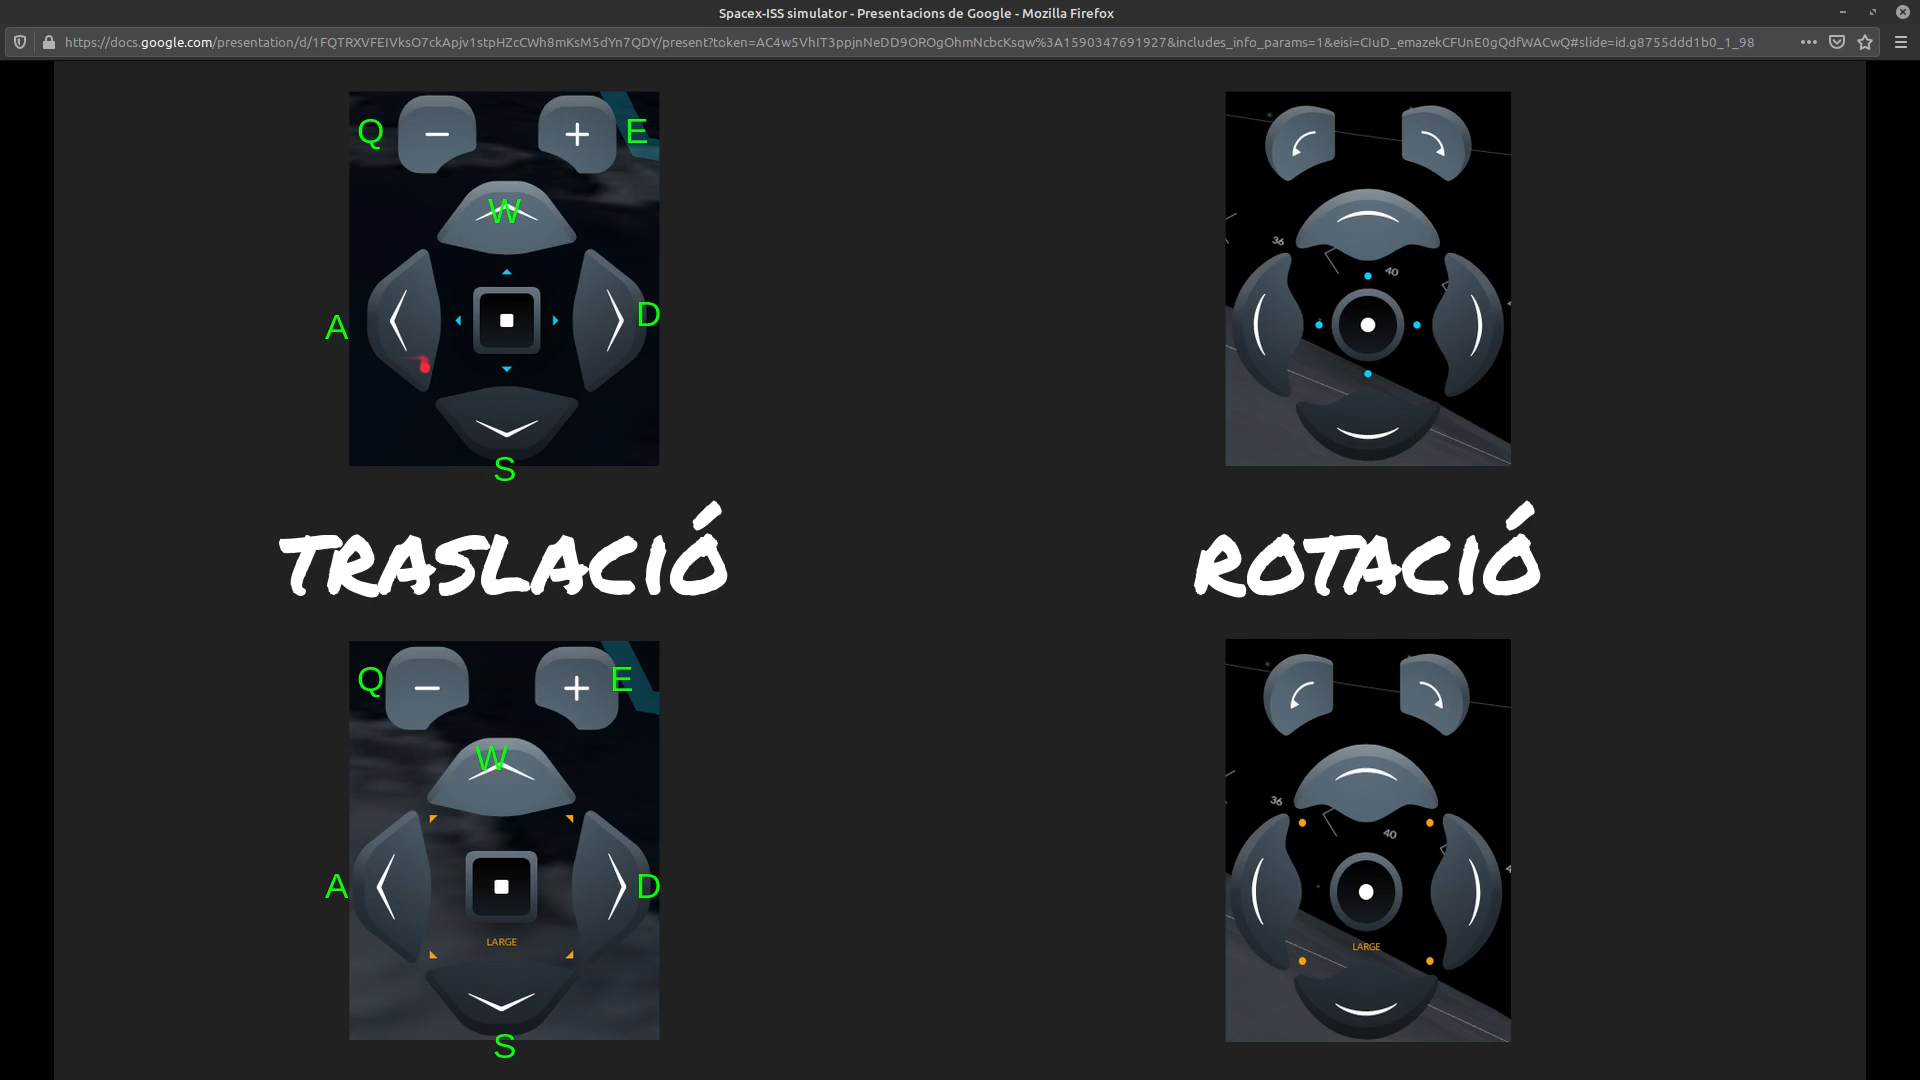 Spacex-ISS simulator - Presentacions de Google - Mozilla Firefox
https://docs.google.com/presentation/d/1FQTRXVFEIVksO7ckApjv1stpHZcCWh8mKsM5dYn7QDY/present?token=AC4w5VhIT3ppjnNeDD9OROgOhmNcbcKsqw%3A1590347691927&includes_info_params=1&eisi=CIuD_emazekCFUnE0gQdfWACwQ#slide=id.g8755ddd1b0_1_98
Q
E
W
A
D
S
36
40
TRASLACIÓ
ROTACIÓ
Q
E
W
A
D
LARGE
S
36
40
LARGE